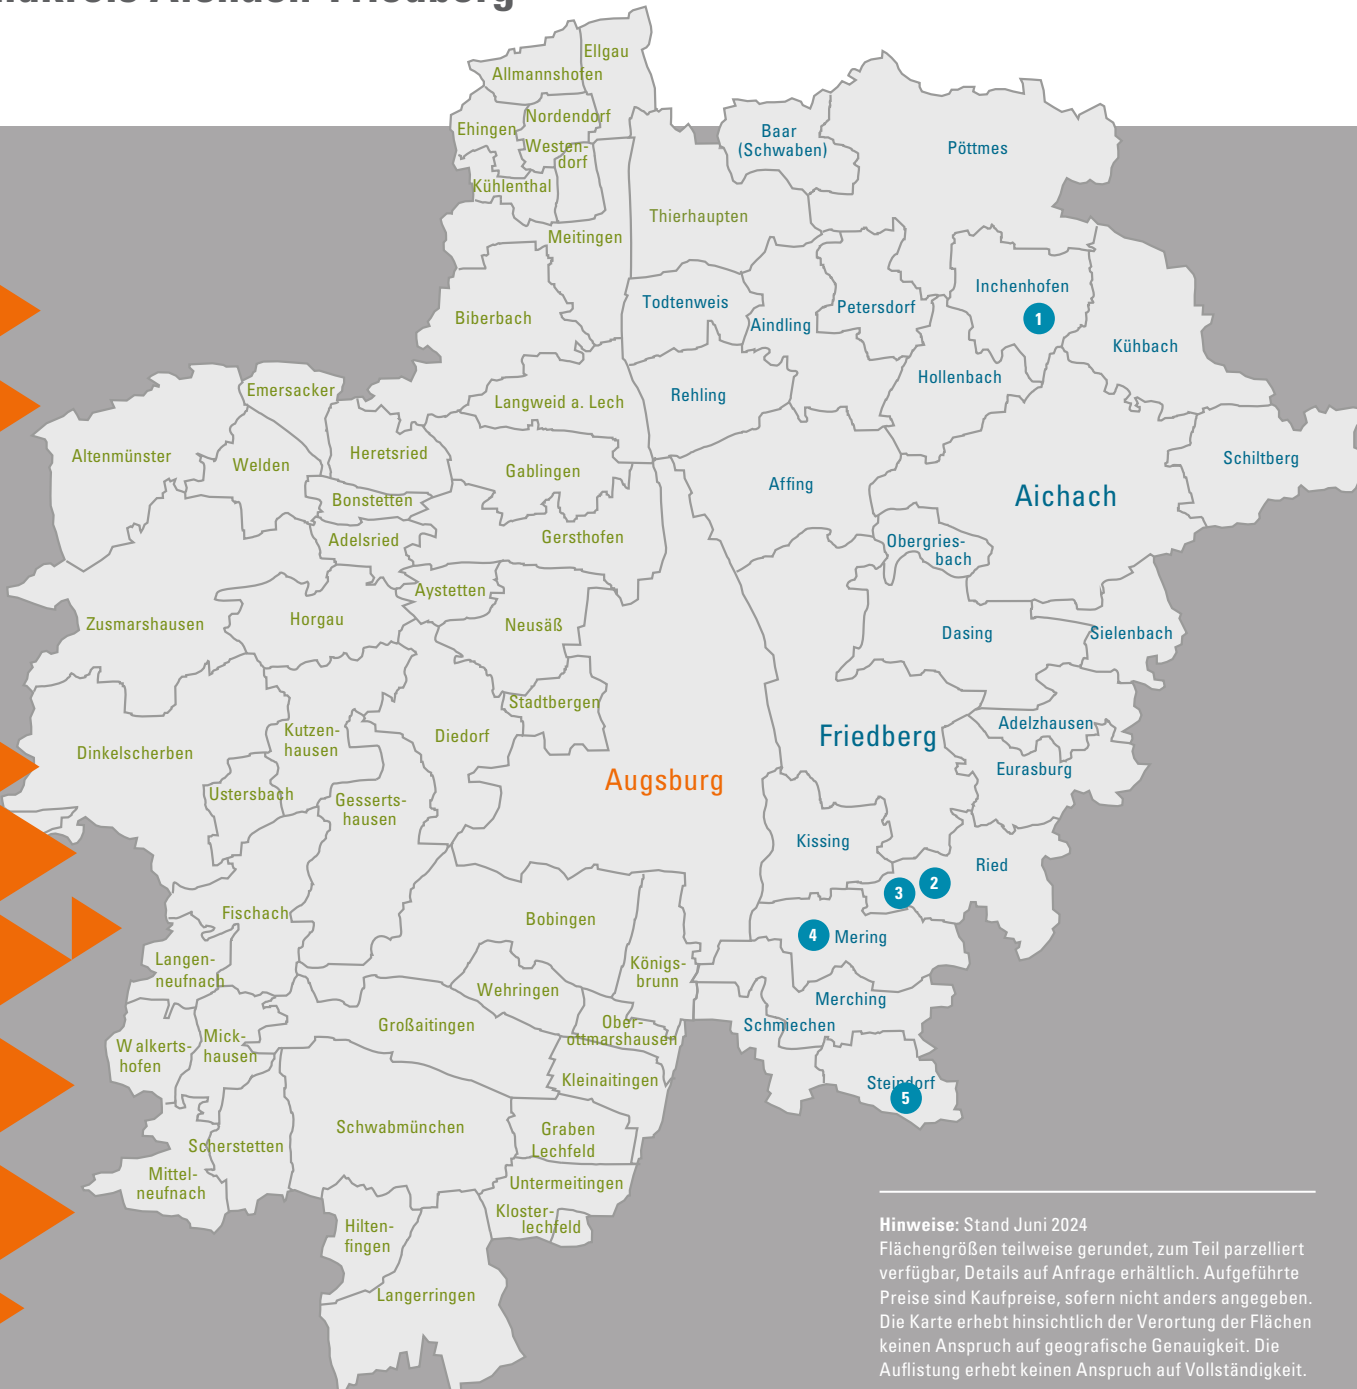 Ellgau
Allmannshofen
Nordendorf
Ehingen
Westen-
dorf
Kühlenthal
Baar
(Schwaben)
Pöttmes
Thierhaupten
Meitingen
Inchenhofen
1
Todtenweis
Petersdorf
Biberbach
Aindling
Kühbach
Hollenbach
Emersacker
Rehling
Langweid a. Lech
Heretsried
Altenmünster
Welden
Schiltberg
Gablingen
Affing
Aichach
Bonstetten
Gersthofen
Adelsried
Obergries-
bach
Aystetten
Horgau
Zusmarshausen
Neusäß
Dasing
Sielenbach
Stadtbergen
Adelzhausen
Kutzen-
hausen
Diedorf
Friedberg
Dinkelscherben
Eurasburg
Augsburg
Ustersbach
Gesserts-
hausen
Kissing
Ried
2
3
Fischach
Bobingen
4
Mering
Langen-
neufnach
Königs-
brunn
Wehringen
Merching
Großaitingen
Ober-
ottmarshausen
Schmiechen
Mick-
hausen
W alkerts-
hofen
Kleinaitingen
Steindorf
5
Schwabmünchen
Graben
Lechfeld
Scherstetten
Mittel-
neufnach
Untermeitingen
Kloster-
lechfeld
Hilten-
fingen
Langerringen
Hinweise: Stand Juni 2024
Flächengrößen teilweise gerundet, zum Teil parzelliert
verfügbar, Details auf Anfrage erhältlich. Aufgeführte
Preise sind Kaufpreise, sofern nicht anders angegeben.
Die Karte erhebt hinsichtlich der Verortung der Flächen
keinen Anspruch auf geografische Genauigkeit. Die
Auflistung erhebt keinen Anspruch auf Vollständigkeit.